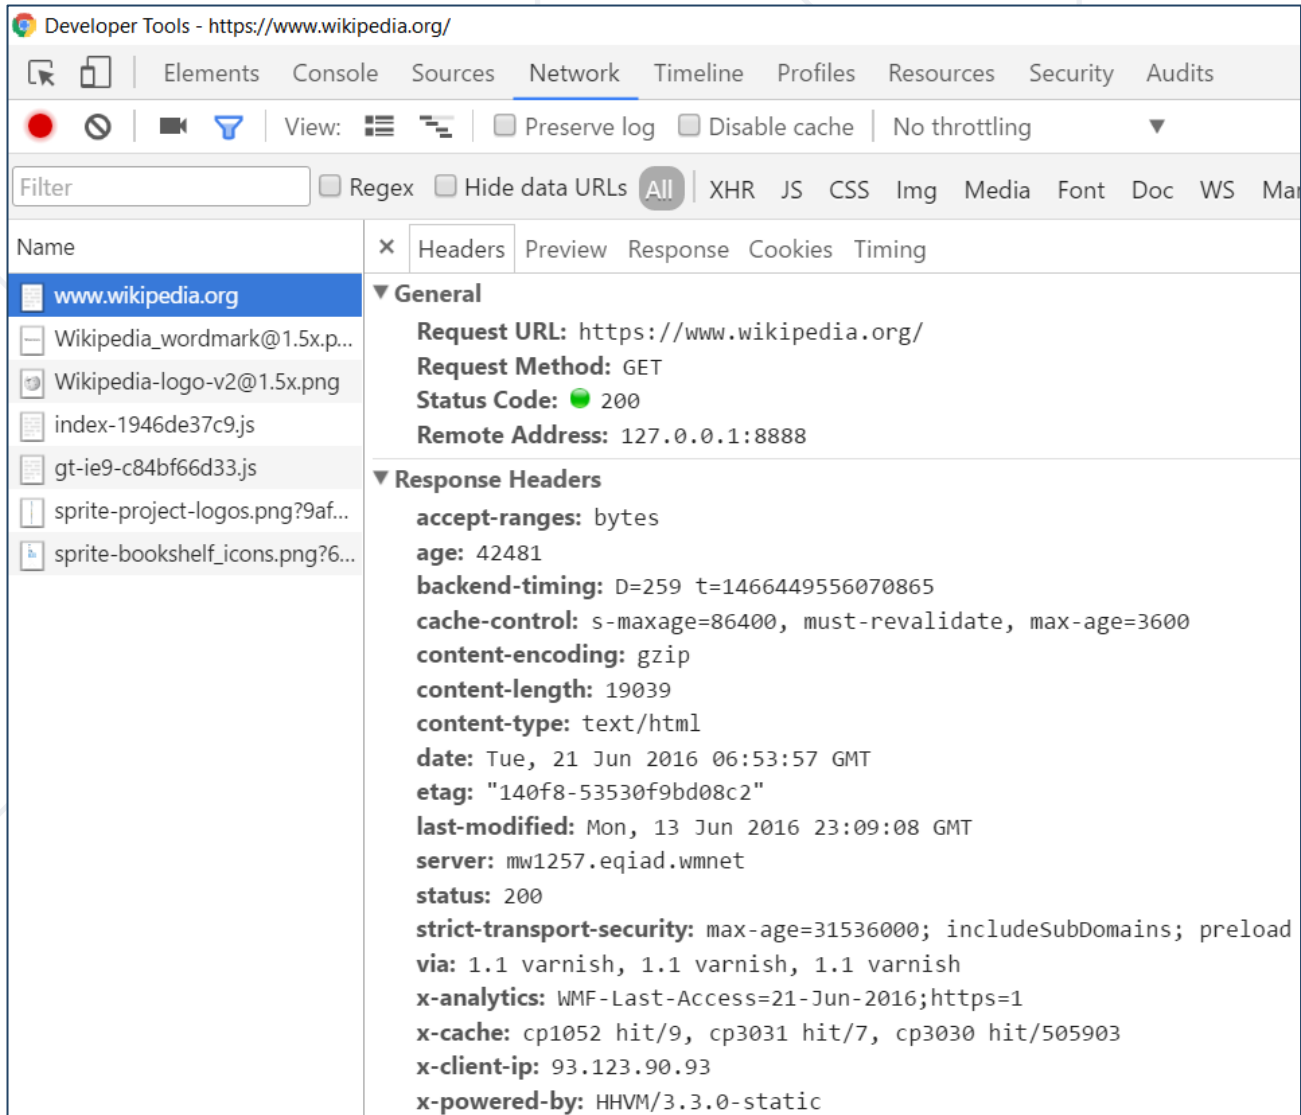 Developer Tools - https://www.wikipedia.org/
Elements Console Sources Network Timeline Profiles Resources Security Audits
View: Preserve log Disable cache No throttling
Filter Regex Hide data URLs All XHR JS CSS Img Media Font Doc WS Mar
Name
Headers Preview Response Cookies Timing
www.wikipedia.org
Wikipedia_wordmark@1.5x.p...
Wikipedia-logo-v2@1.5x.png
index-1946de37c9.js
gt-ie9-c84bf66d33.js
sprite-project-logos.png?9af...
sprite-bookshelf_icons.png?6...
General
Request URL: https://www.wikipedia.org/
Request Method: GET
Status Code: 200
Remote Address: 127.0.0.1:8888
Response Headers
accept-ranges: bytes
age: 42481
backend-timing: D=259 t=1466449556070865
cache-control: s-maxage=86400, must-revalidate, max-age=3600
content-encoding: gzip
content-length: 19039
content-type: text/html
date: Tue, 21 Jun 2016 06:53:57 GMT
etag: "140f8-53530f9bd08c2"
last-modified: Mon, 13 Jun 2016 23:09:08 GMT
server: mw1257.eqiad.wmnet
status: 200
strict-transport-security: max-age=31536000; includeSubDomains; preload
via: 1.1 varnish, 1.1 varnish, 1.1 varnish
x-analytics: WMF-Last-Access=21-Jun-2016;https=1
x-cache: cp1052 hit/9, cp3031 hit/7, cp3030 hit/505903
x-client-ip: 93.123.90.93
x-powered-by: HHVM/3.3.0-static